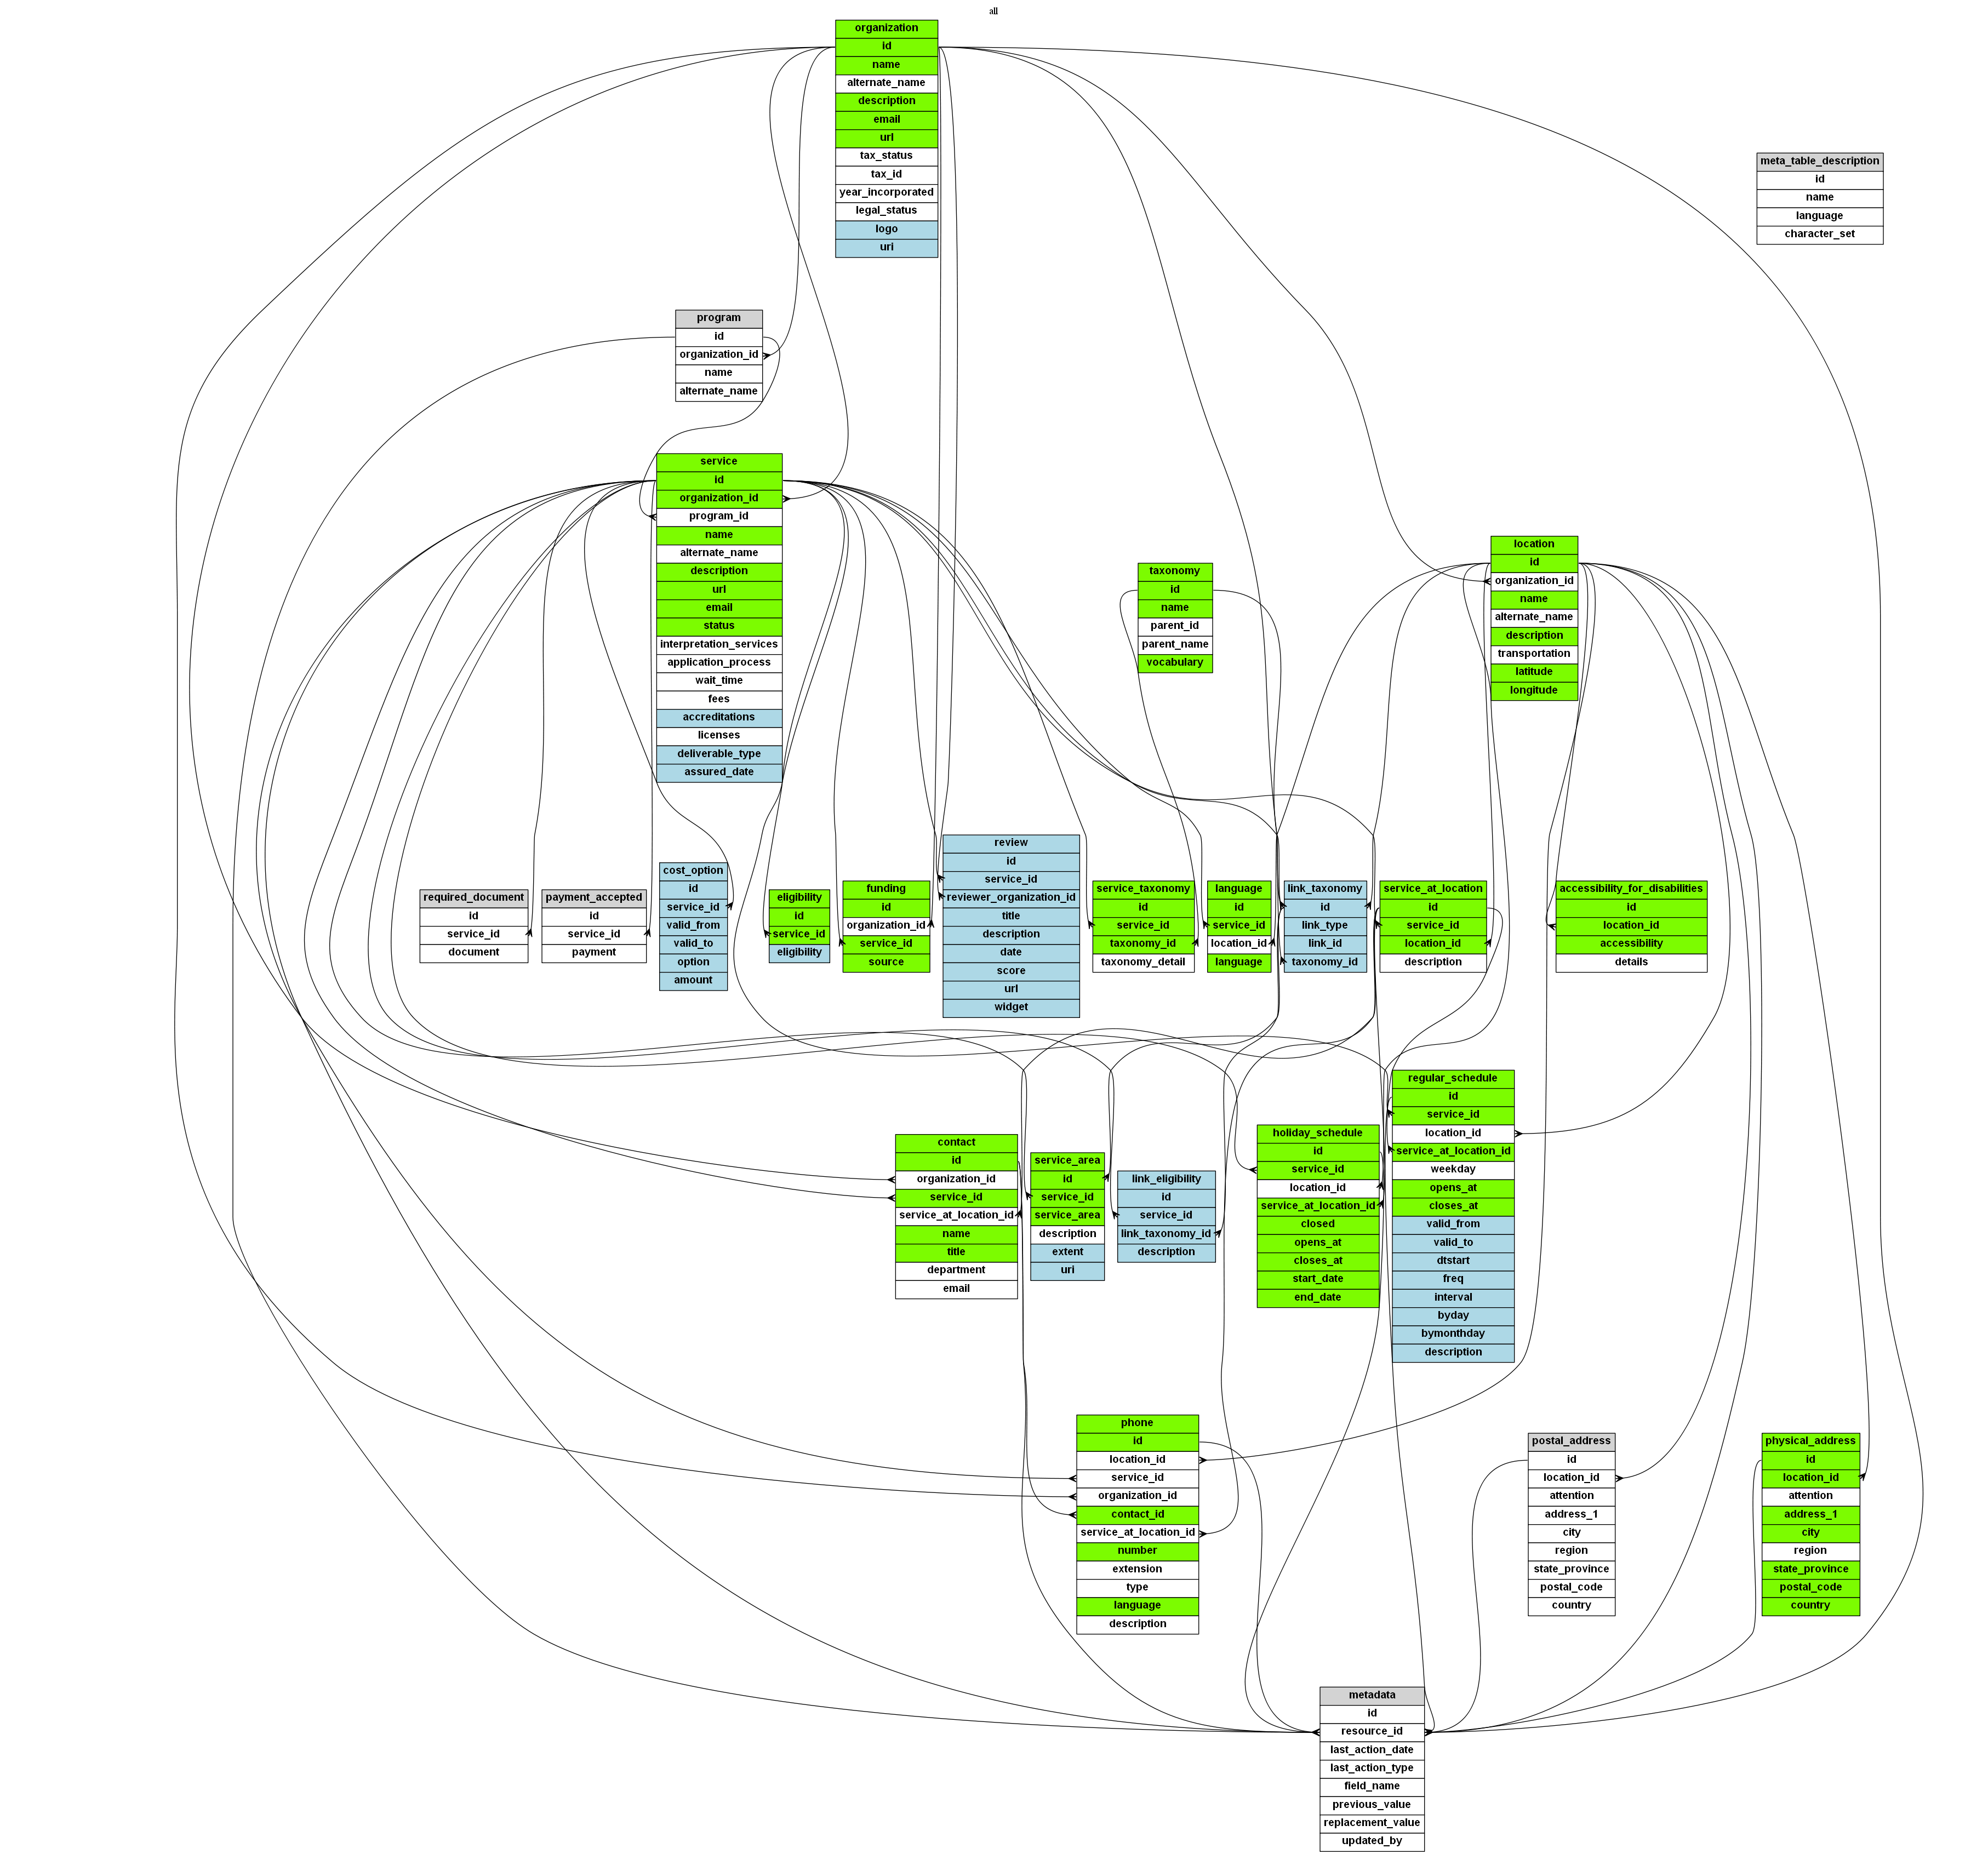 all
organization
id
name
alternate_name
description
email
url
tax_status
tax_id
year_incorporated
legal_status
logo
uri
meta_table_description
id
name
language
character_set
program
id
organization_id
name
alternate_name
service
id
organization_id
program_id
name
alternate_name
description
url
email
status
interpretation_services
application_process
wait_time
fees
accreditations
licenses
deliverable_type
assured_date
taxonomy
id
name
parent_id
parent_name
vocabulary
location
id
organization_id
name
alternate_name
description
transportation
latitude
longitude
required_document
id
service_id
document
payment_accepted
id
service_id
payment
cost_option
id
service_id
valid_from
valid_to
option
amount
eligibility
id
service_id
eligibility
funding
id
organization_id
service_id
source
review
id
service_id
reviewer_organization_id
title
description
date
score
url
widget
service_taxonomy
id
service_id
taxonomy_id
taxonomy_detail
language
id
service_id
location_id
language
link_taxonomy
id
link_type
link_id
taxonomy_id
service_at_location
id
service_id
location_id
description
accessibility_for_disabilities
id
location_id
accessibility
details
contact
id
organization_id
service_id
service_at_location_id
name
title
department
email
service_area
id
service_id
service_area
description
extent
uri
link_eligibility
id
service_id
link_taxonomy_id
description
holiday_schedule
id
service_id
location_id
service_at_location_id
closed
opens_at
closes_at
start_date
end_date
regular_schedule
id
service_id
location_id
service_at_location_id
weekday
opens_at
closes_at
valid_from
valid_to
dtstart
freq
interval
byday
bymonthday
description
phone
id
location_id
service_id
organization_id
contact_id
service_at_location_id
number
extension
type
language
description
postal_address
id
location_id
attention
address_1
city
region
state_province
postal_code
country
physical_address
id
location_id
attention
address_1
city
region
state_province
postal_code
country
metadata
id
resource_id
last_action_date
last_action_type
field_name
previous_value
replacement_value
updated_by